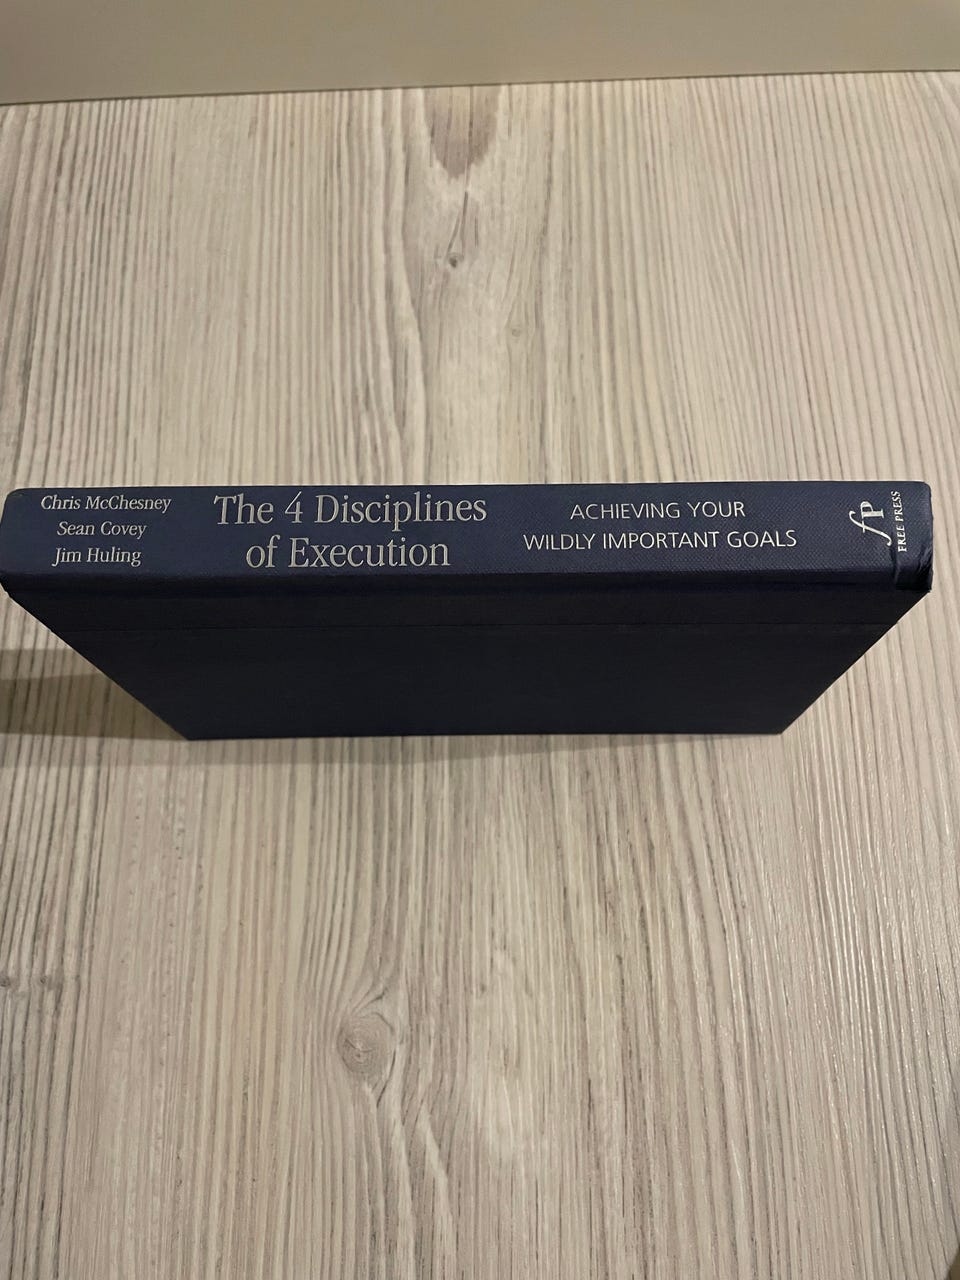 Chris McChesney
Sean Covey
Jim Huling
The 4 Disciplines
of Execution
ACHIEVING YOUR
WILDLY IMPORTANT GOALS
fP
FREE PRESS